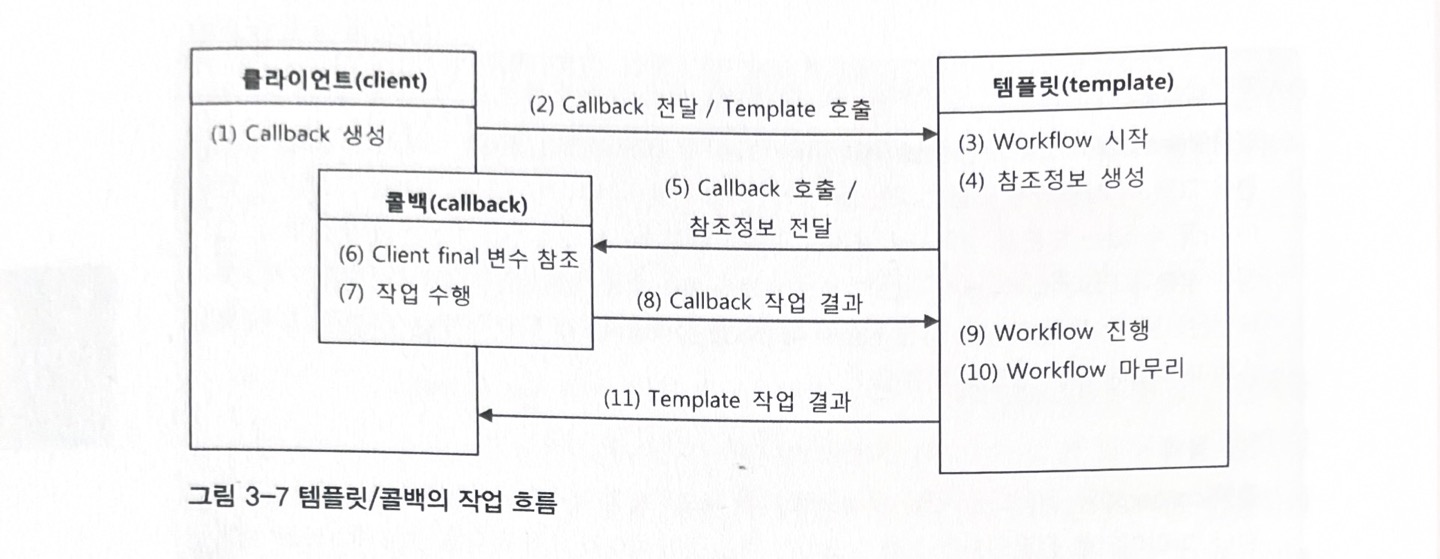 클라이언트(client)
(1) Callback 생성
(2) Callback 전달 / Template 호출
템플릿(template)
(3) Workflow 시작
(4) 참조정보 생성
(5) Callback 호출 /
참조정보 전달
콜백(callback)
(6) Client final 변수 참조
(7) 작업 수행
(8) Callback 작업 결과
(9) Workflow 진행
(10) Workflow 마무리
(11) Template 작업 결과
그림 3-7 템플릿/콜백의 작업 흐름